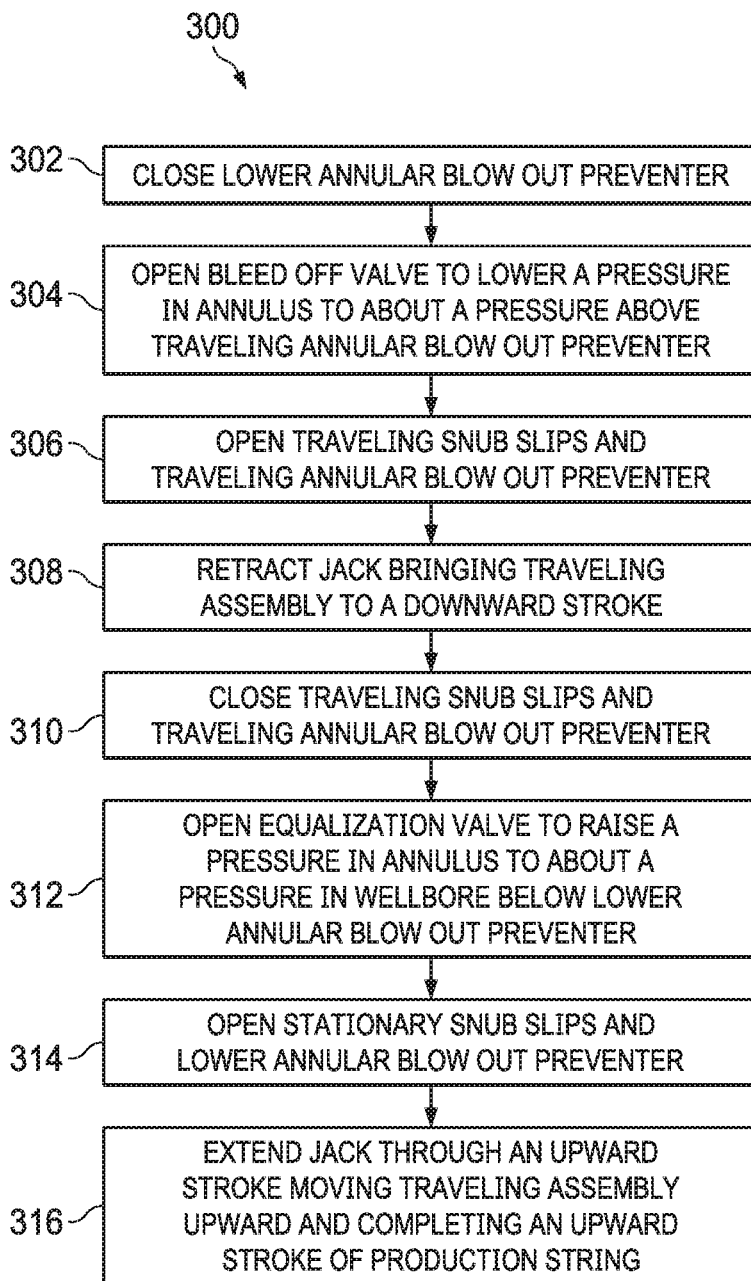 300
302
CLOSE LOWER ANNULAR BLOW OUT PREVENTER
304
OPEN BLEED OFF VALVE TO LOWER A PRESSURE
IN ANNULUS TO ABOUT A PRESSURE ABOVE
TRAVELING ANNULAR BLOW OUT PREVENTER
306
OPEN TRAVELING SNUB SLIPS AND
TRAVELING ANNULAR BLOW OUT PREVENTER
308
RETRACT JACK BRINGING TRAVELING
ASSEMBLY TO A DOWNWARD STROKE
310
CLOSE TRAVELING SNUB SLIPS AND
TRAVELING ANNULAR BLOW OUT PREVENTER
312
OPEN EQUALIZATION VALVE TO RAISE A
PRESSURE IN ANNULUS TO ABOUT A
PRESSURE IN WELLBORE BELOW LOWER
ANNULAR BLOW OUT PREVENTER
314
OPEN STATIONARY SNUB SLIPS AND
LOWER ANNULAR BLOW OUT PREVENTER
316
EXTEND JACK THROUGH AN UPWARD
STROKE MOVING TRAVELING ASSEMBLY
UPWARD AND COMPLETING AN UPWARD
STROKE OF PRODUCTION STRING